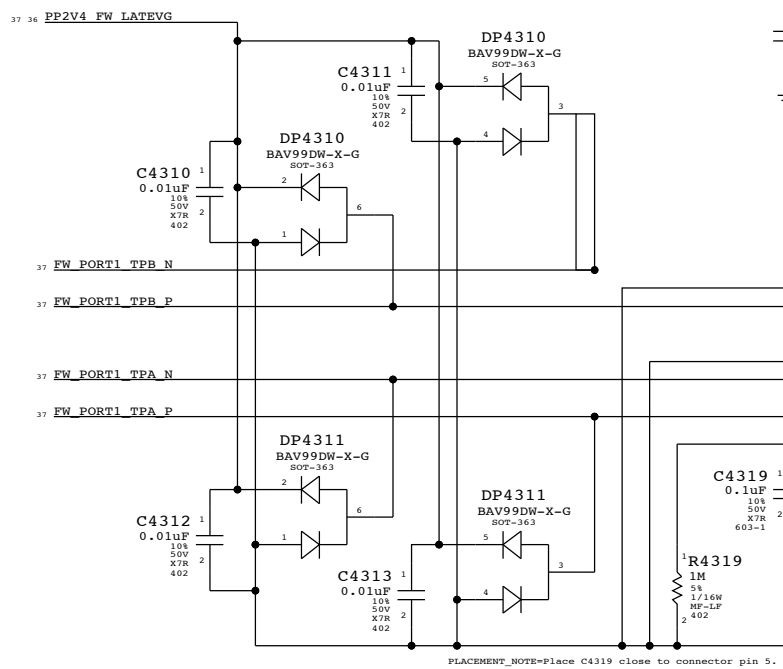 37 36 PP2V4_FW_LATEVG
DP4310
BAV99DW-X-G
SOT-363
C4311
0.01uF
10%
50V
X7R
402
1
2
5
4
3
DP4310
BAV99DW-X-G
SOT-363
C4310
0.01uF
10%
50V
X7R
402
1
2
2
1
6
37 FW_PORT1_TPB_N
37 FW_PORT1_TPB_P
37 FW_PORT1_TPA_N
37 FW_PORT1_TPA_P
DP4311
BAV99DW-X-G
SOT-363
C4312
0.01uF
10%
50V
X7R
402
1
2
2
1
6
DP4311
BAV99DW-X-G
SOT-363
C4313
0.01uF
10%
50V
X7R
402
1
2
5
4
3
C4319
0.1uF
10%
50V
X7R
603-1
1
2
R4319
1M
5%
1/16W
MF-LF
402
1
2
PLACEMENT_NOTE=Place C4319 close to connector pin 5.